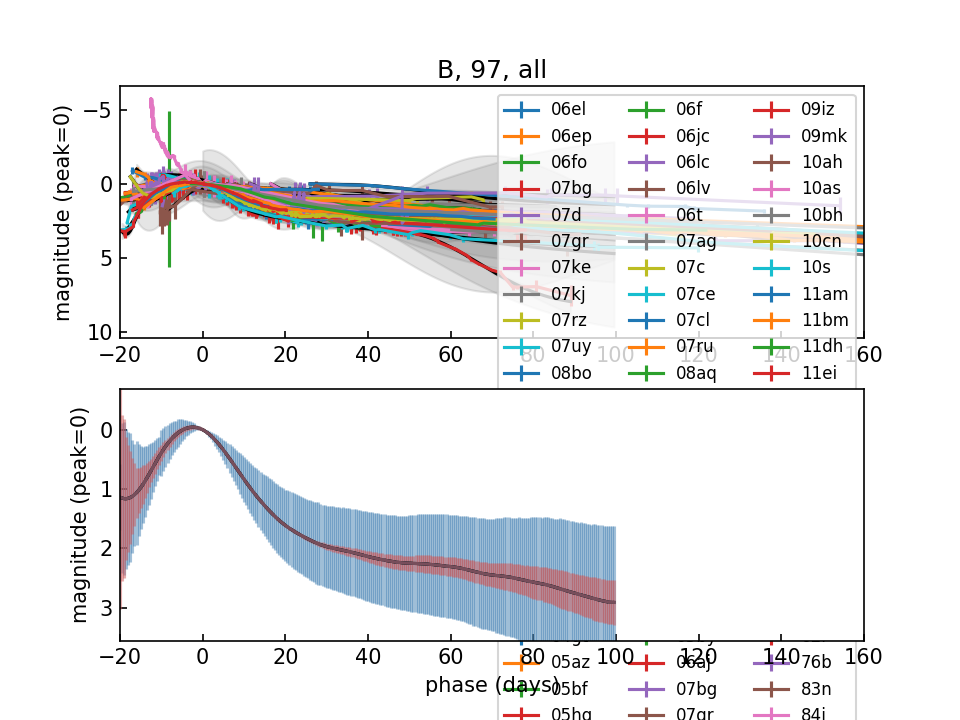 B, 97, all
magnitude (peak=0)
−5
0
5
10
−20 0 20 40 60 80 100 120 140 160
06el 06f 09iz
06ep 06jc 09mk
06fo 06lc 10ah
07bg 06lv 10as
07d 06t 10bh
07gr 07ag 10cn
07ke 07c 10s
07kj 07ce 11am
07rz 07cl 11bm
07uy 07ru 11dh
08bo 08aq 11ei
magnitude (peak=0)
0
1
2
3
−20 0 20 40 60 80 100 120 140 160
phase (days)
05az 06aj 76b
05bf 07bg 83n
05hg 07gr 84i